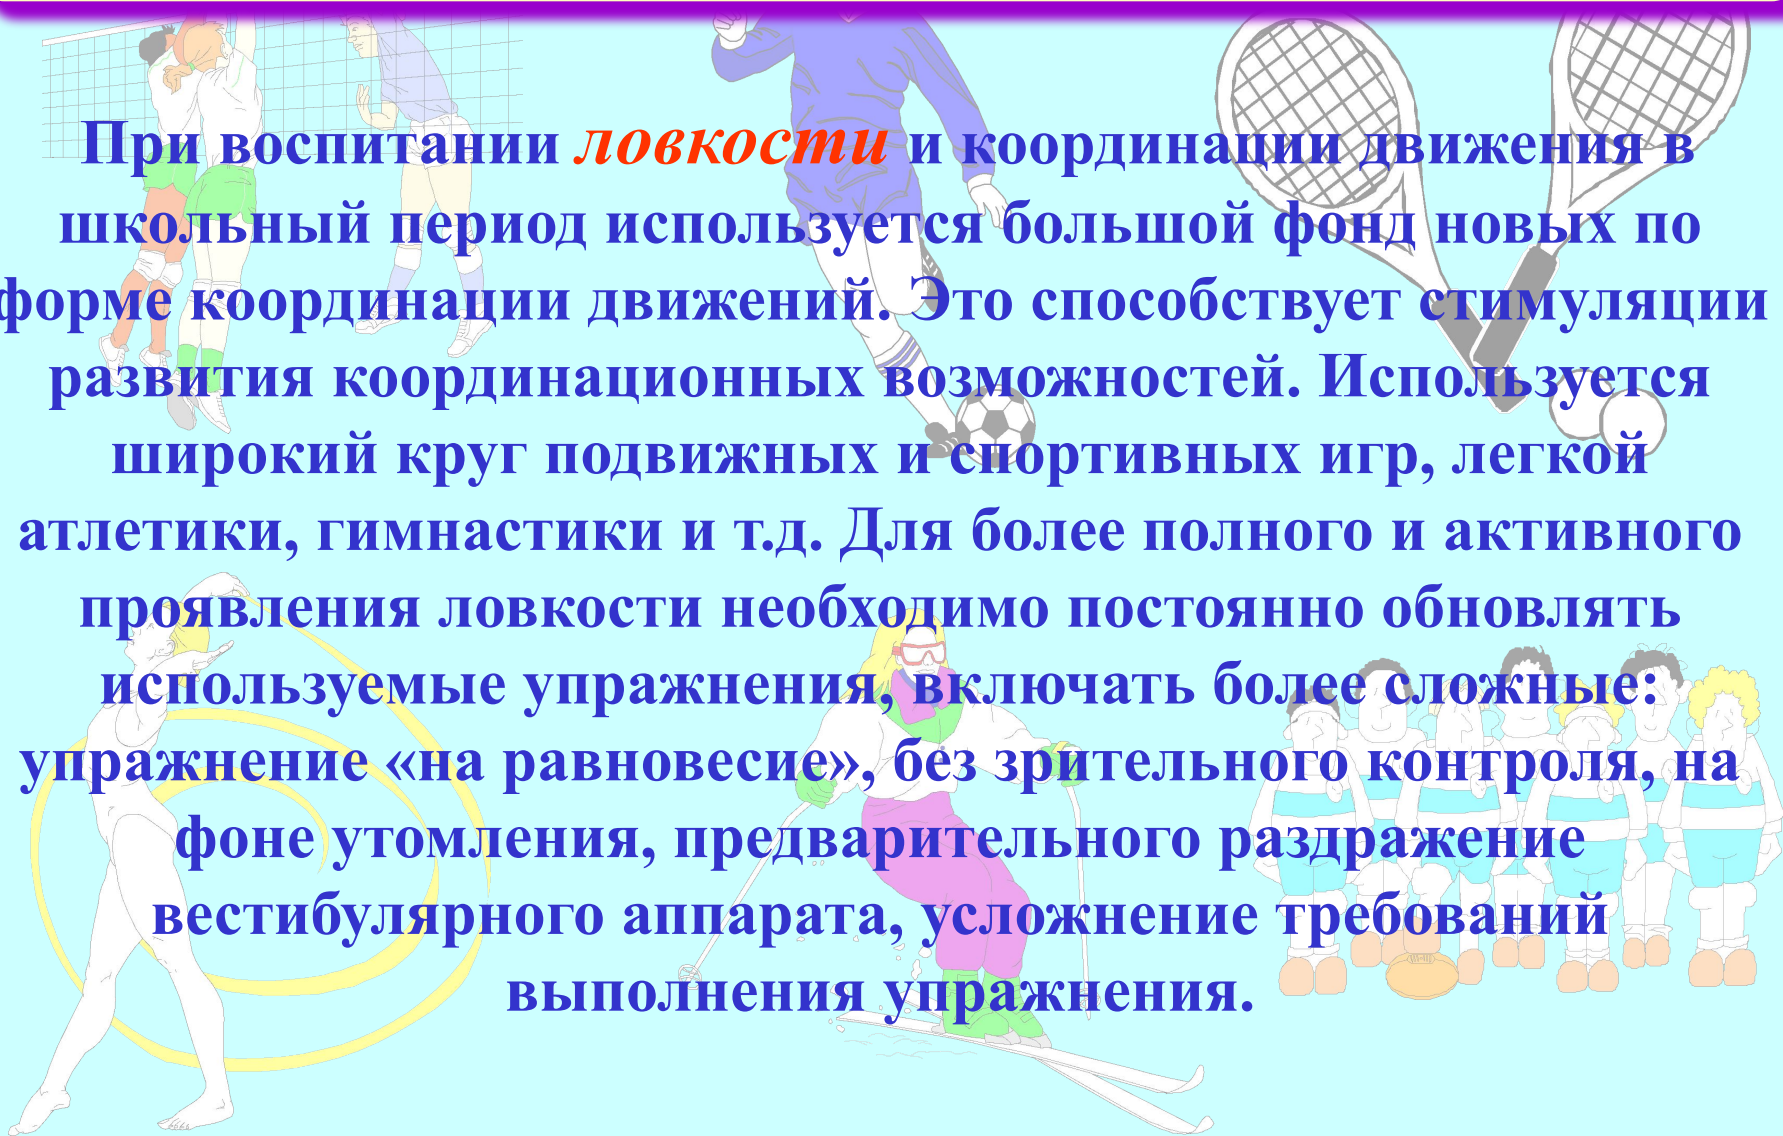 При воспитании ловкости и координации движения в
школьный период используется большой фонд новых по
форме координации движений. Это способствует стимуляции
развития координационных возможностей. Используется
широкий круг подвижных и спортивных игр, легкой
атлетики, гимнастики и т.д. Для более полного и активного
проявления ловкости необходимо постоянно обновлять
используемые упражнения, включать более сложные:
упражнение «на равновесие», без зрительного контроля, на
фоне утомления, предварительного раздражение
вестибулярного аппарата, усложнение требований
выполнения упражнения.